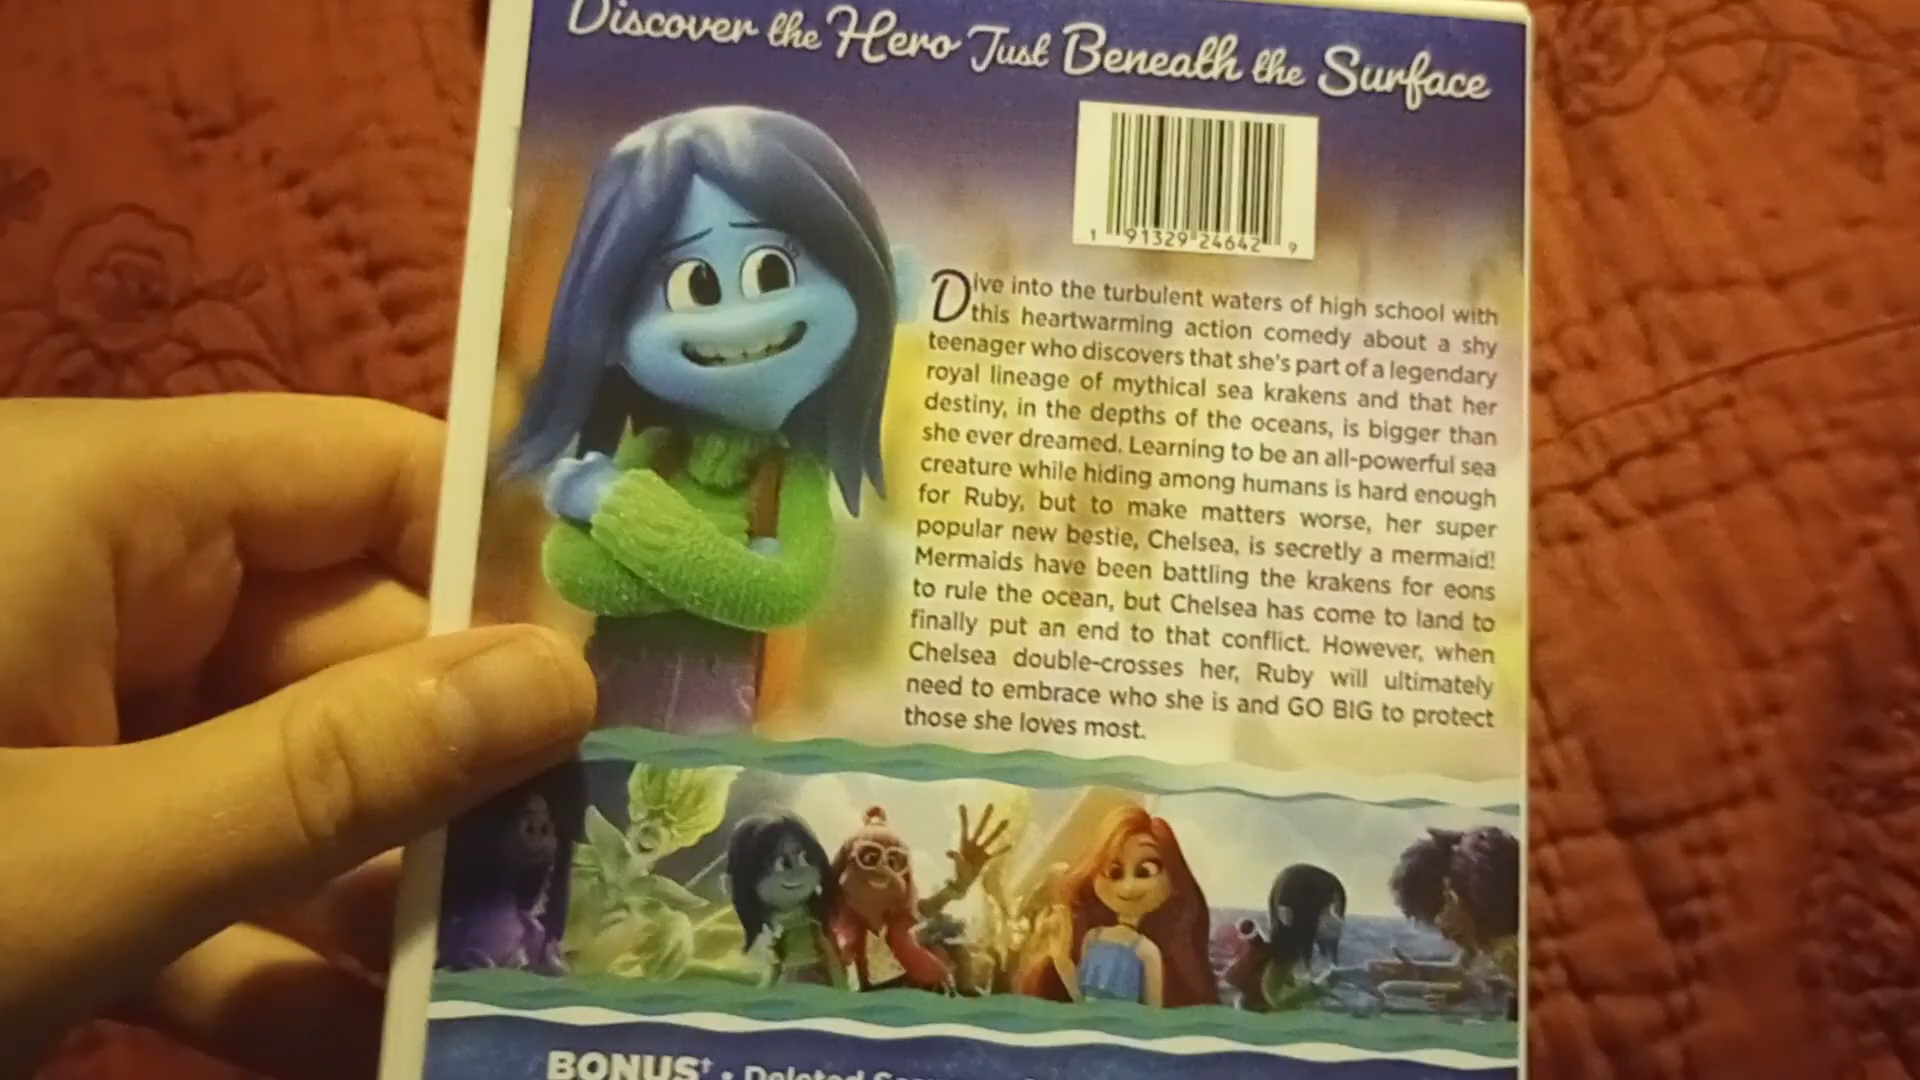 Discover the Hero Just Beneath the Surface
1 91329 24642 9
Dive into the turbulent waters of high school with
this heartwarming action comedy about a shy
teenager who discovers that she's part of a legendary
royal lineage of mythical sea krakens and that her
destiny, in the depths of the oceans, is bigger than
she ever dreamed. Learning to be an all-powerful sea
creature while hiding among humans is hard enough
for Ruby, but to make matters worse, her super
popular new bestie, Chelsea, is secretly a mermaid!
Mermaids have been battling the krakens for eons
to rule the ocean, but Chelsea has come to land to
finally put an end to that conflict. However, when
Chelsea double-crosses her, Ruby will ultimately
need to embrace who she is and GO BIG to protect
those she loves most.
BONUS† • Deleted